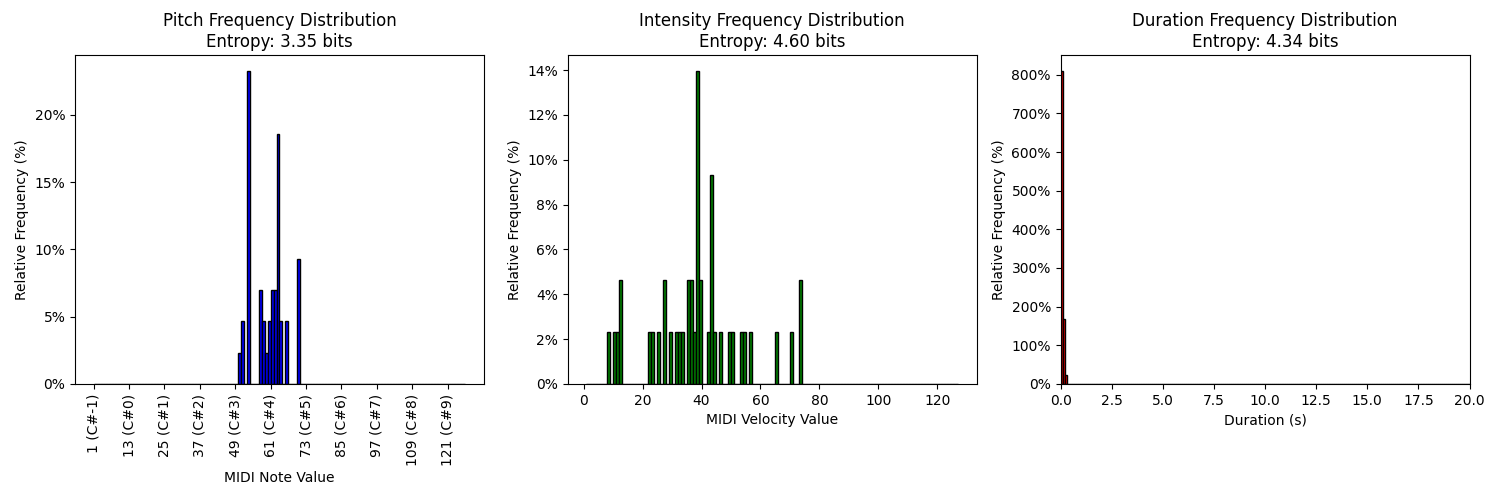 Pitch Frequency Distribution
Entropy: 3.35 bits
Relative Frequency (%)
20%
15%
10%
5%
0%
1 (C#-1)
13 (C#0)
25 (C#1)
37 (C#2)
49 (C#3)
61 (C#4)
73 (C#5)
85 (C#6)
97 (C#7)
109 (C#8)
121 (C#9)
MIDI Note Value
Intensity Frequency Distribution
Entropy: 4.60 bits
Relative Frequency (%)
14%
12%
10%
8%
6%
4%
2%
0%
0 20 40 60 80 100 120
MIDI Velocity Value
Duration Frequency Distribution
Entropy: 4.34 bits
Relative Frequency (%)
800%
700%
600%
500%
400%
300%
200%
100%
0%
0.0 2.5 5.0 7.5 10.0 12.5 15.0 17.5 20.0
Duration (s)